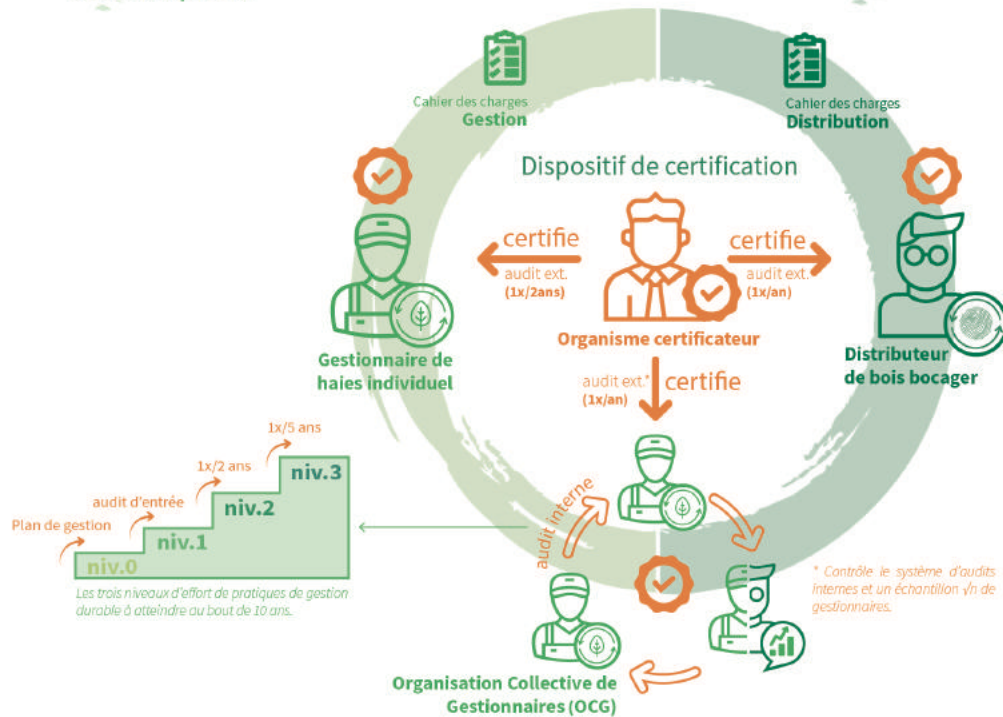 Cahier des charges
Gestion
Cahier des charges
Distribution
Dispositif de certification
certifie
audit ext.
(1x/2ans)
certifie
audit ext.
(1x/an)
Organisme certificateur
Gestionnaire de
haies individuel
Distributeur
de bois bocager
audit ext.*
(1x/an)
certifie
1x/5 ans
1x/2 ans
audit d'entrée
Plan de gestion
niv.3
niv.2
niv.1
niv.0
Les trois niveaux d'effort de pratiques de gestion
durable à atteindre au bout de 10 ans.
audit interne
* Contrôle le système d'audits
internes et un échantillon √n de
gestionnaires.
Organisation Collective de
Gestionnaires (OCG)